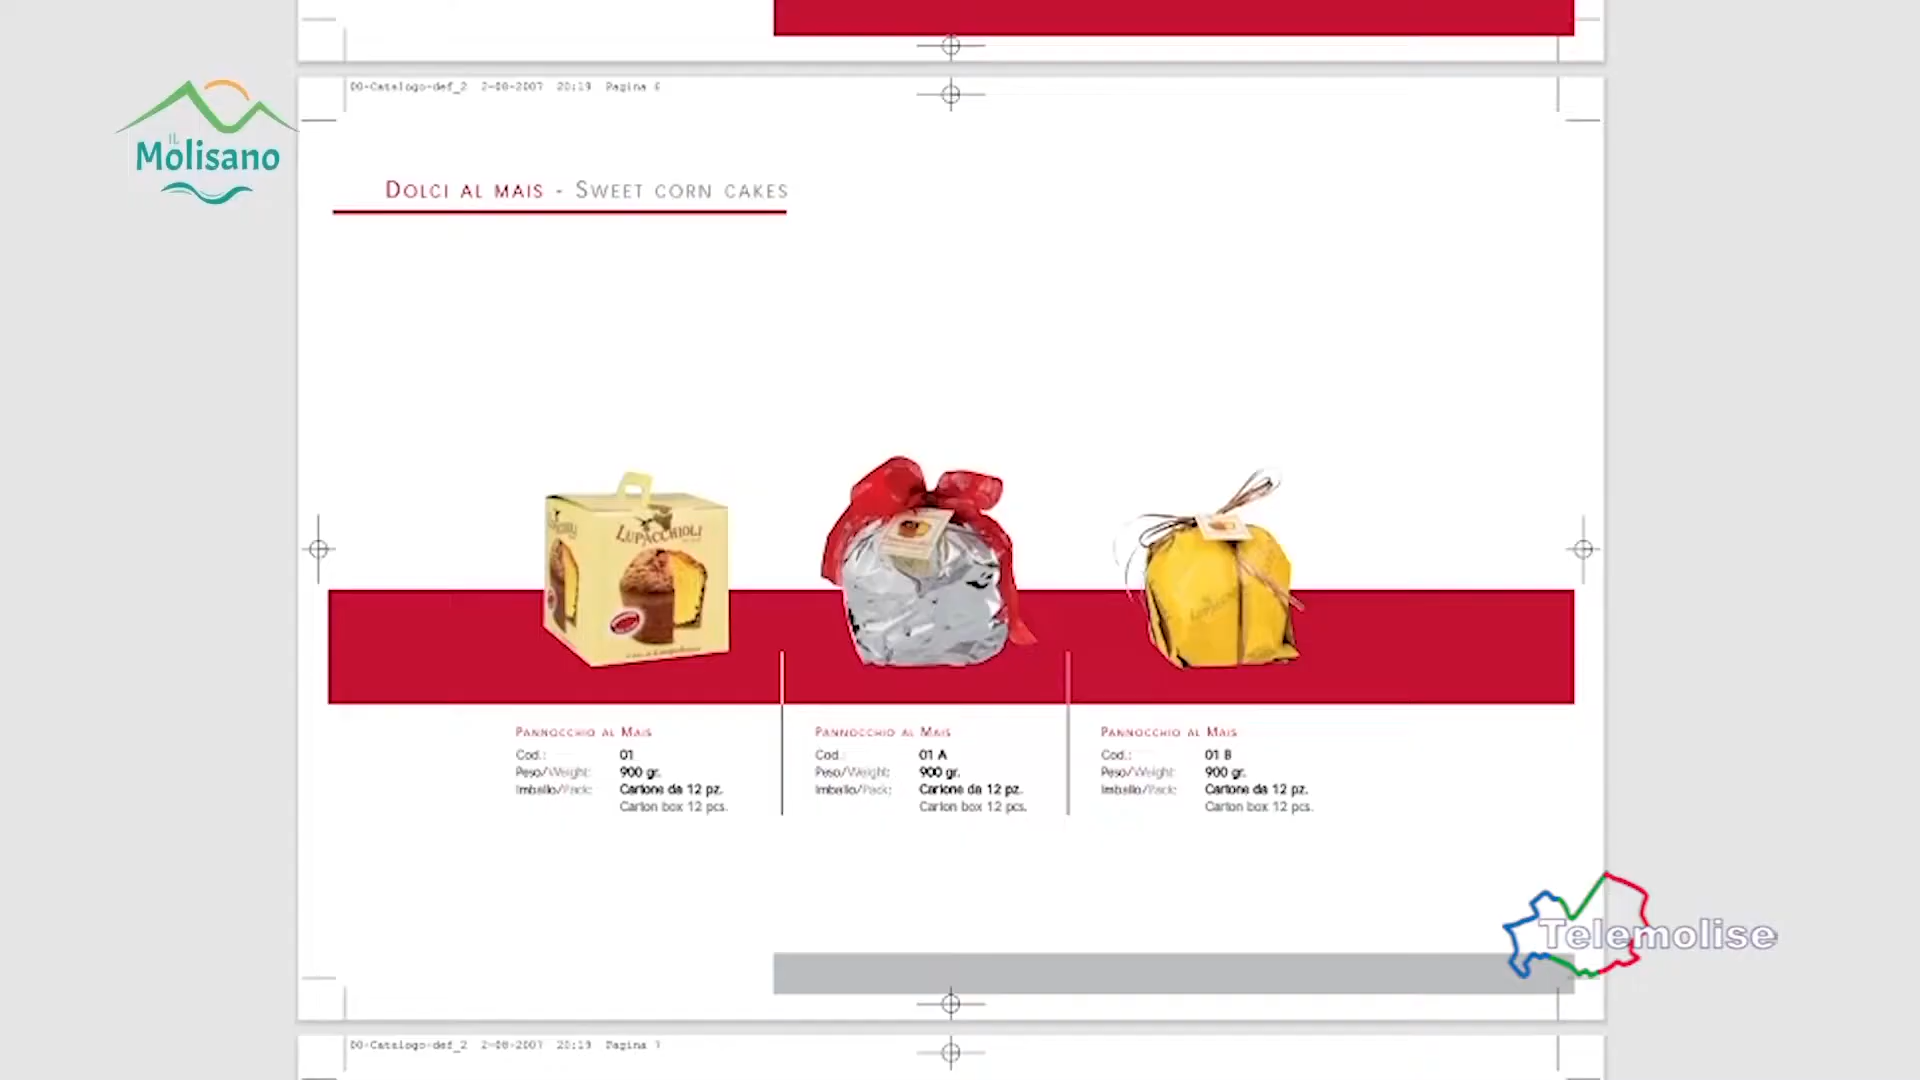 DO-Catalogo-def_2 2-08-2007 20:19 Pagina 6
IL
Molisano
DOLCI AL MAIS - SWEET CORN CAKES
LUPACCHIOLI
PANNOCCHIO AL MAIS
Cod.: 01
Peso/Weight: 900 gr.
Imballo/Pack: Cartone da 12 pz.
Carton box 12 pcs.
PANNOCCHIO AL MAIS
Cod.: 01 A
Peso/Weight: 900 gr.
Imballo/Pack: Cartone da 12 pz.
Carton box 12 pcs.
PANNOCCHIO AL MAIS
Cod.: 01 B
Peso/Weight: 900 gr.
Imballo/Pack: Cartone da 12 pz.
Carton box 12 pcs.
Telemolise
DO-Catalogo-def_2 2-08-2007 20:19 Pagina 7